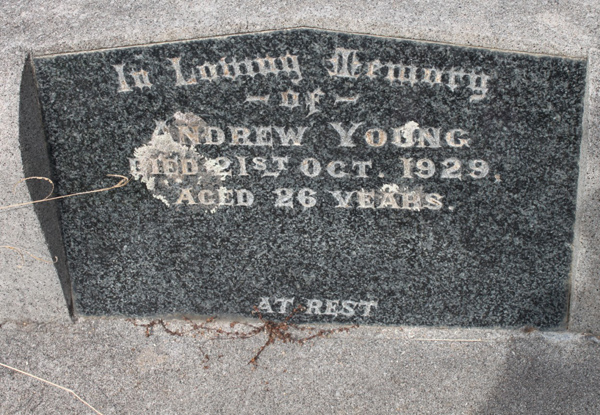 In Loving Memory
— of —
ANDREW YOUNG
DIED 21ST OCT. 1929.
AGED 26 YEARS.
AT REST